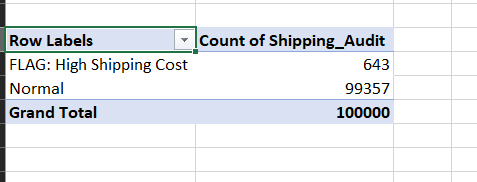 Row Labels Count of Shipping_Audit
FLAG: High Shipping Cost 643
Normal 99357
Grand Total 100000